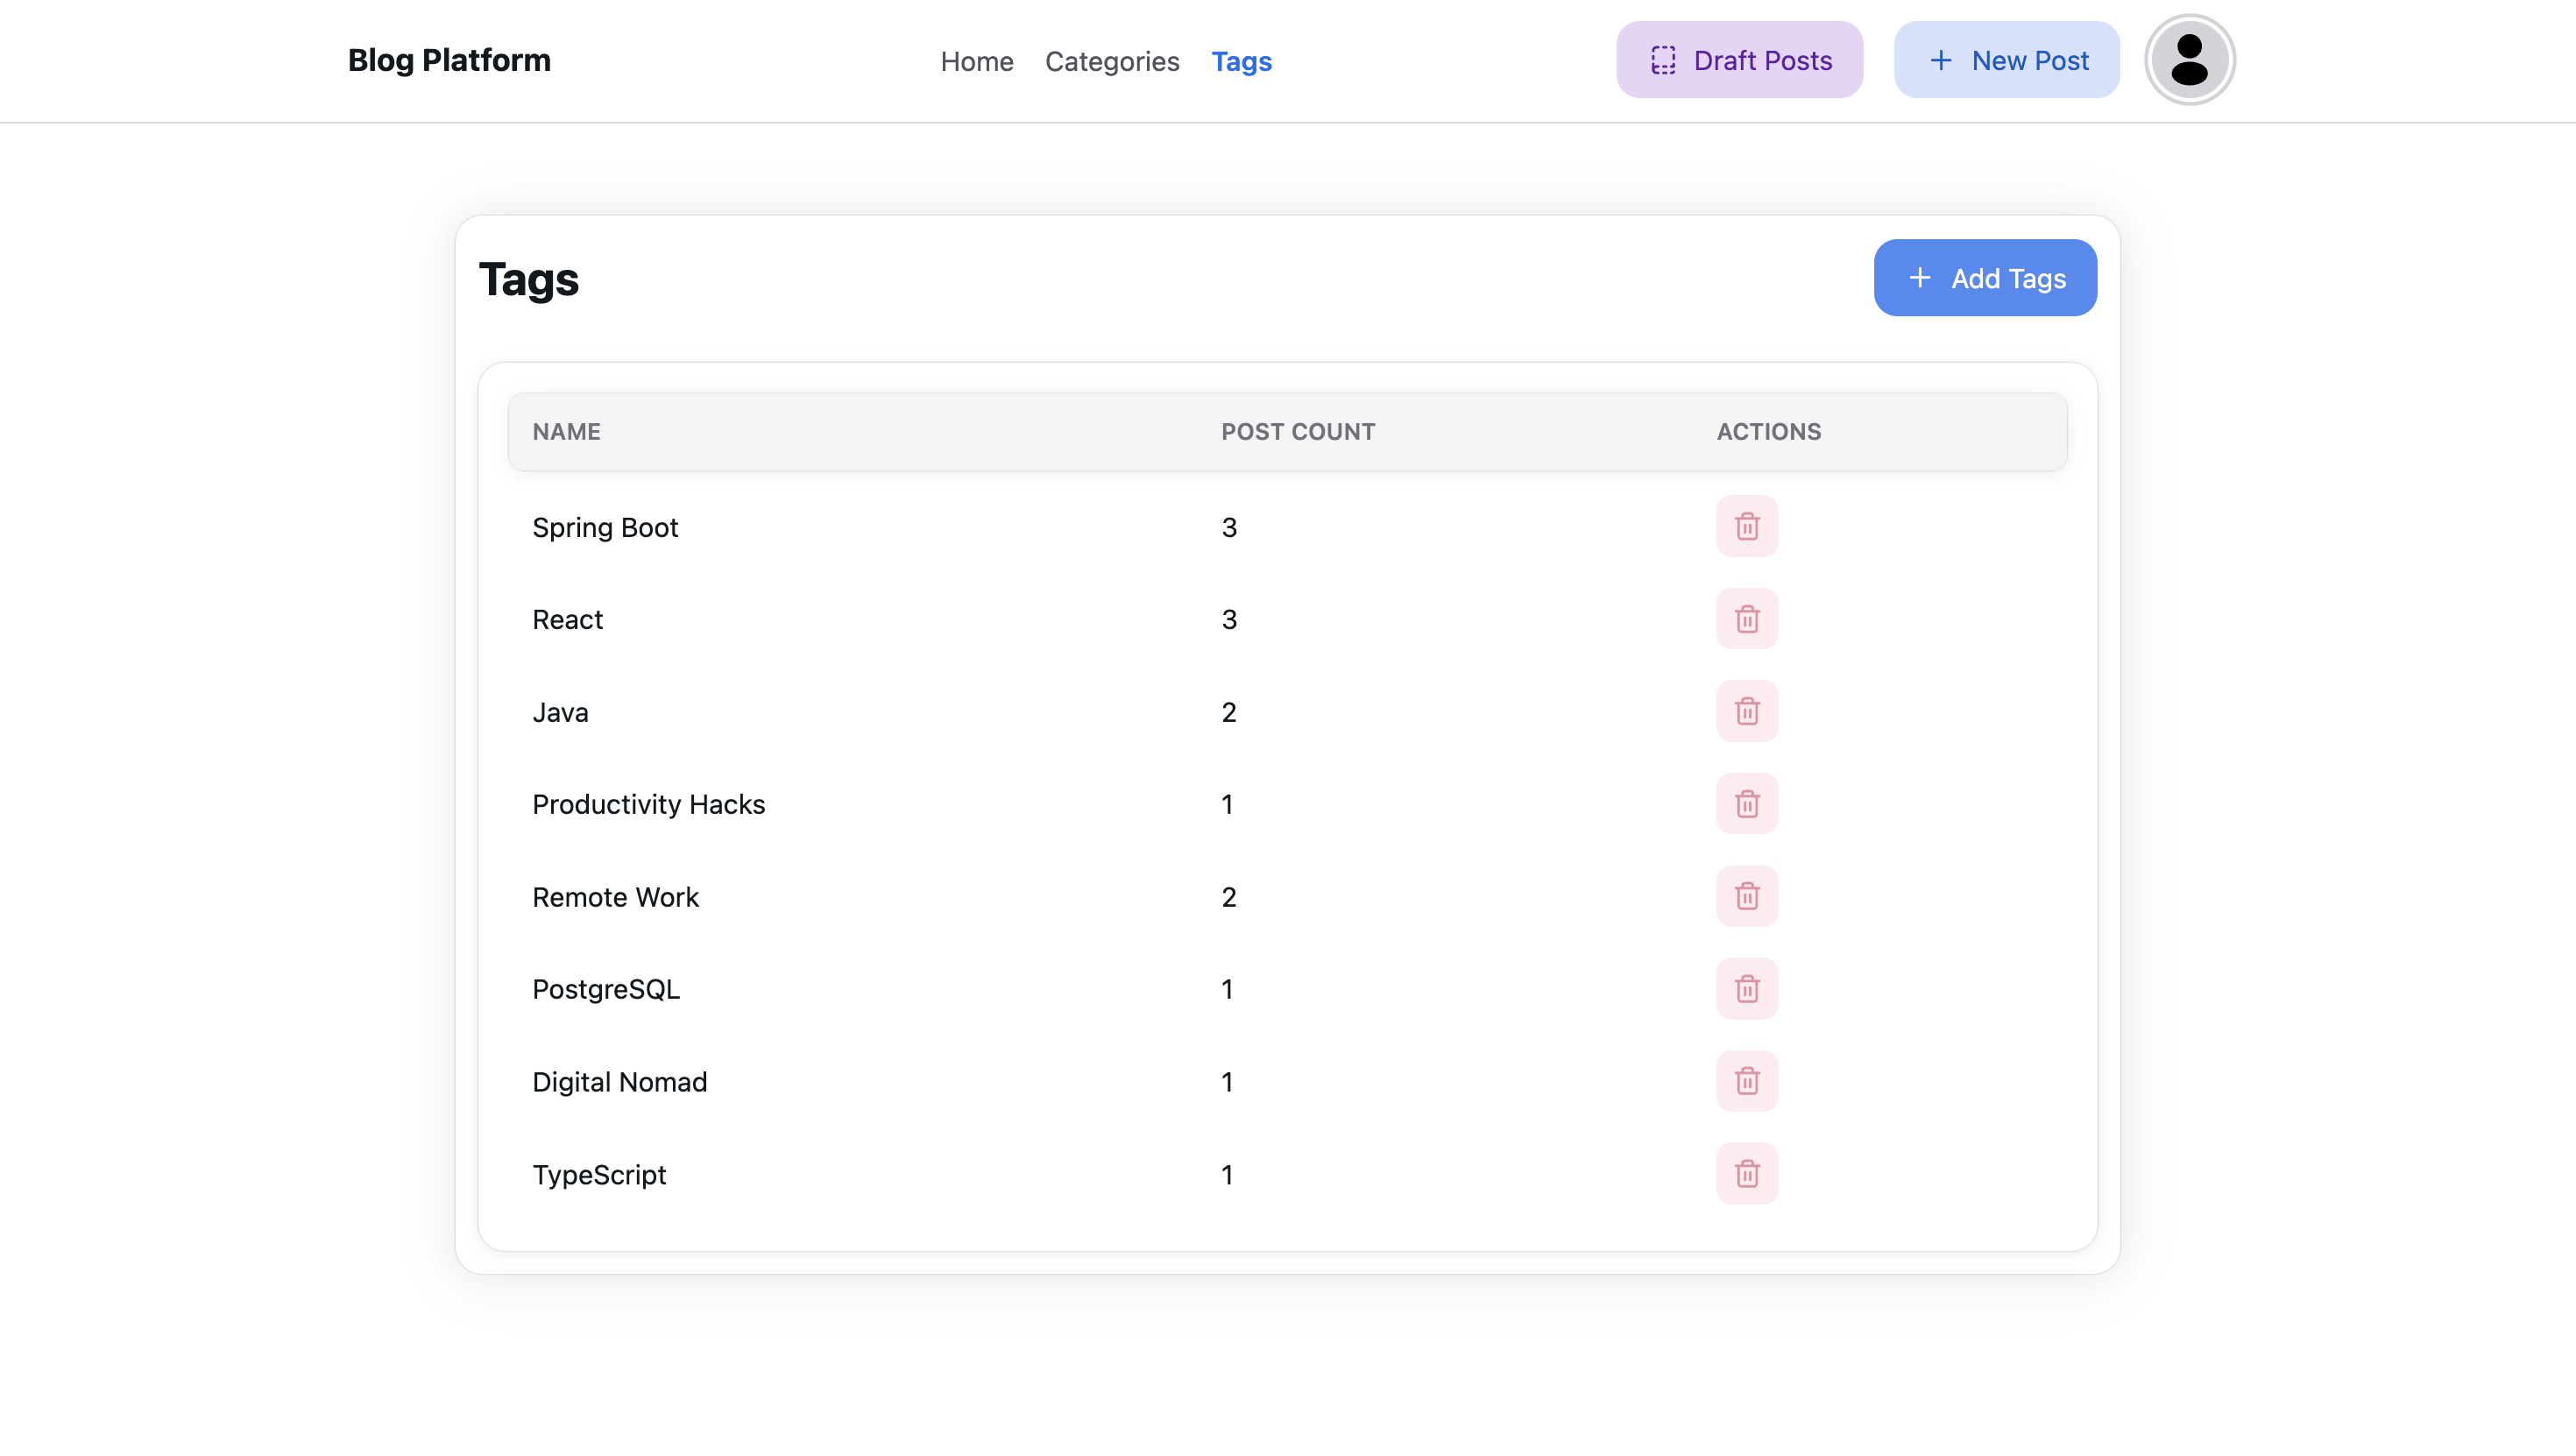 Blog Platform
Home Categories Tags
Draft Posts
New Post
Tags
Add Tags
NAME POST COUNT ACTIONS
Spring Boot 3
React 3
Java 2
Productivity Hacks 1
Remote Work 2
PostgreSQL 1
Digital Nomad 1
TypeScript 1